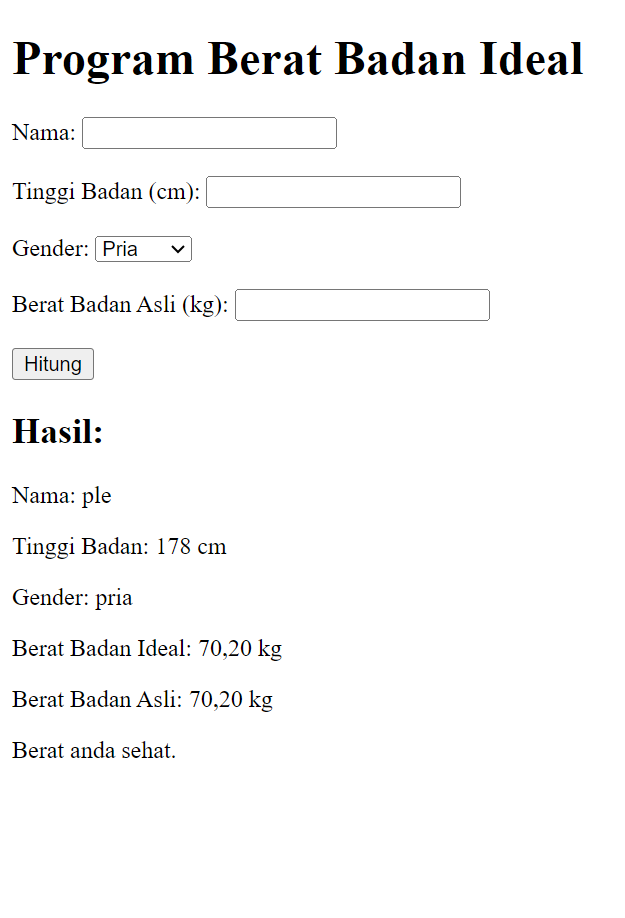 Program Berat Badan Ideal
Nama:
Tinggi Badan (cm):
Gender: Pria
Berat Badan Asli (kg):
Hitung
Hasil:
Nama: ple
Tinggi Badan: 178 cm
Gender: pria
Berat Badan Ideal: 70,20 kg
Berat Badan Asli: 70,20 kg
Berat anda sehat.